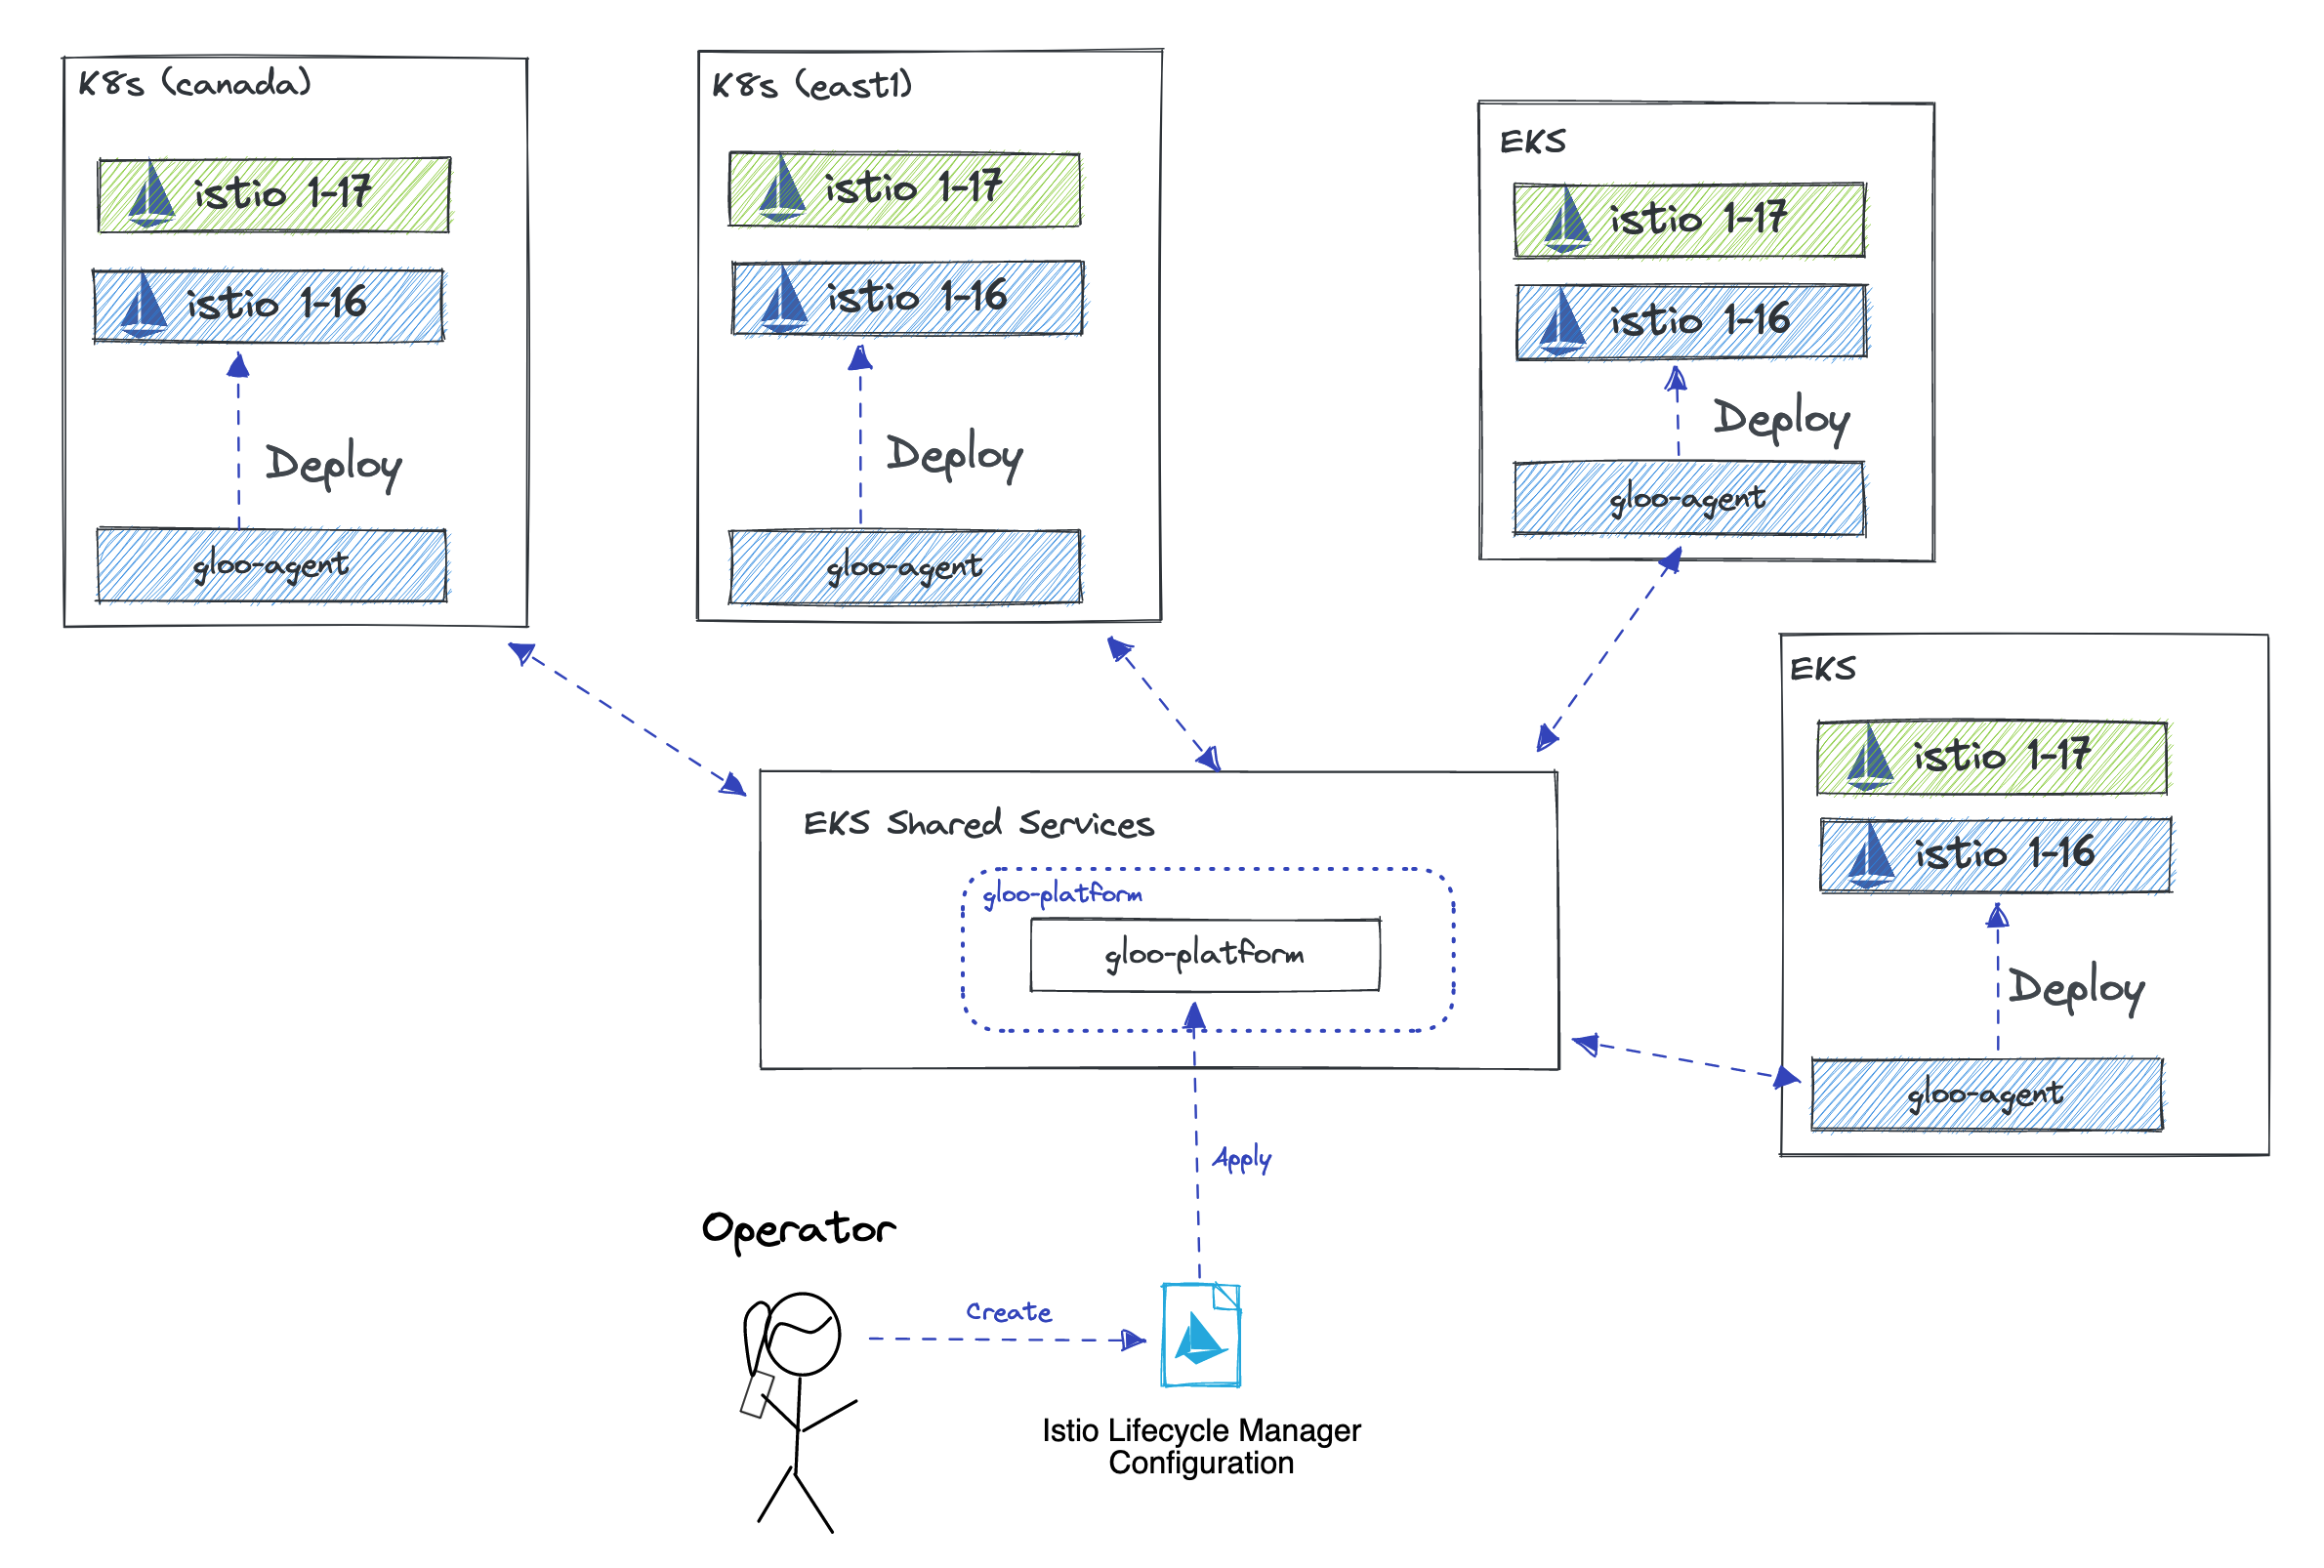 K8s (canada)
istio 1-17
istio 1-16
Deploy
gloo-agent
K8s (east1)
istio 1-17
istio 1-16
Deploy
gloo-agent
EKS
istio 1-17
istio 1-16
Deploy
gloo-agent
EKS
istio 1-17
istio 1-16
Deploy
gloo-agent
EKS Shared Services
gloo-platform
gloo-platform
Apply
Operator
Create
Istio Lifecycle Manager
Configuration